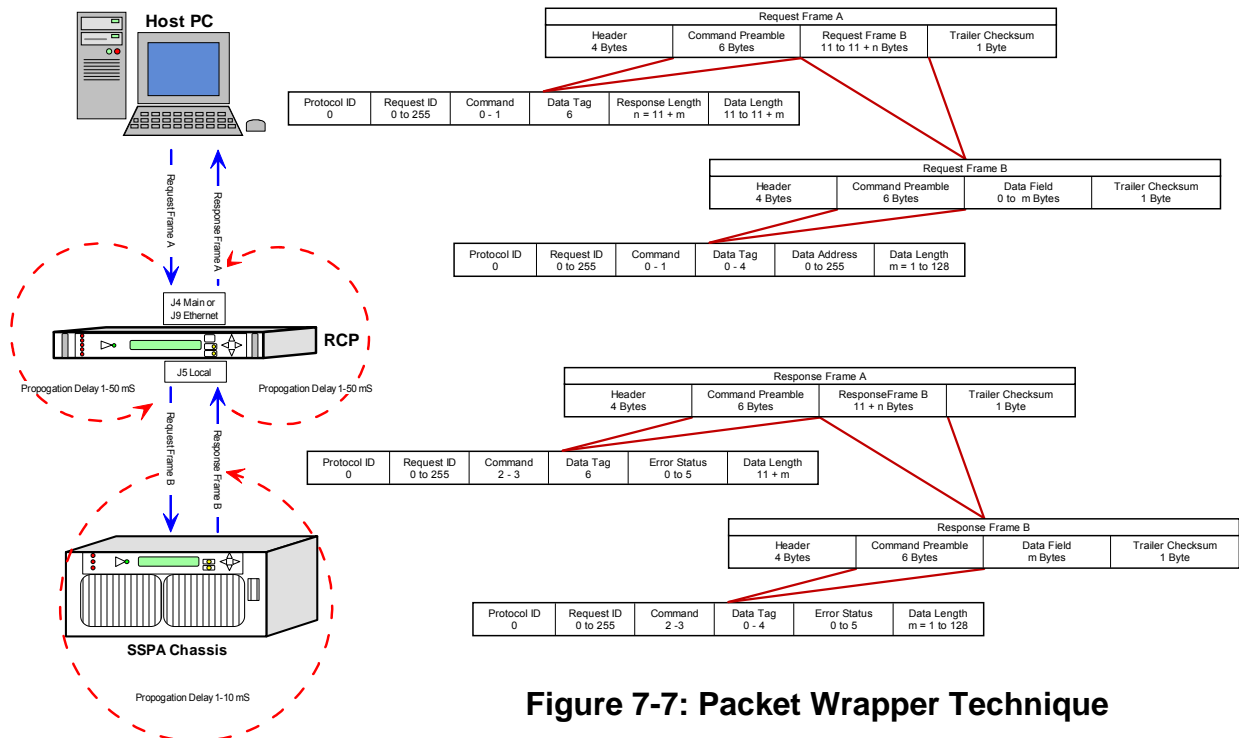 Host PC
Request Frame A
Response Frame A
J4 Main or
J9 Ethernet
RCP
J5 Local
Propogation Delay 1-50 mS
Propogation Delay 1-50 mS
Request Frame B
Response Frame B
SSPA Chassis
Propogation Delay 1-10 mS
Request Frame A
Header Command Preamble Request Frame B Trailer Checksum
4 Bytes 6 Bytes 11 to 11 + n Bytes 1 Byte
Protocol ID Request ID Command Data Tag Response Length Data Length
0 0 to 255 0 - 1 6 n = 11 + m 11 to 11 + m
Request Frame B
Header Command Preamble Data Field Trailer Checksum
4 Bytes 6 Bytes 0 to m Bytes 1 Byte
Protocol ID Request ID Command Data Tag Data Address Data Length
0 0 to 255 0 - 1 0 - 4 0 to 255 m = 1 to 128
Response Frame A
Header Command Preamble ResponseFrame B Trailer Checksum
4 Bytes 6 Bytes 11 + n Bytes 1 Byte
Protocol ID Request ID Command Data Tag Error Status Data Length
0 0 to 255 2 - 3 6 0 to 5 11 + m
Response Frame B
Header Command Preamble Data Field Trailer Checksum
4 Bytes 6 Bytes m Bytes 1 Byte
Protocol ID Request ID Command Data Tag Error Status Data Length
0 0 to 255 2 -3 0 - 4 0 to 5 m = 1 to 128
Figure 7-7: Packet Wrapper Technique